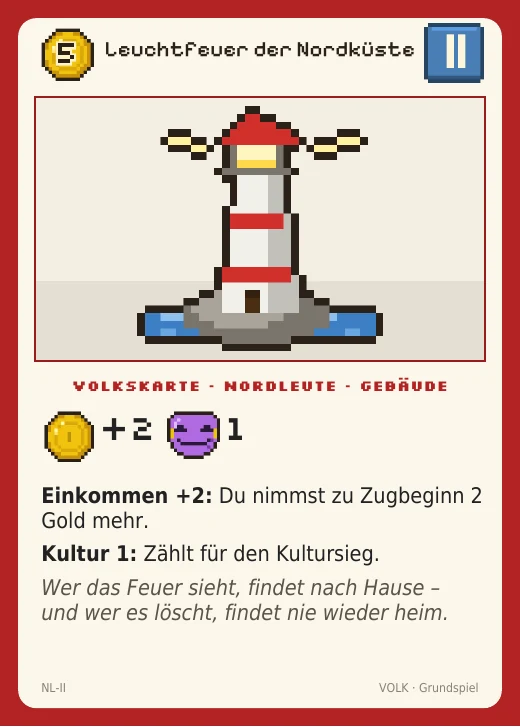 5 Leuchtfeuer der Nordküste II
VOLKSKARTE - NORDLEUTE - GEBÄUDE
+2 1
Einkommen +2: Du nimmst zu Zugbeginn 2
Gold mehr.
Kultur 1: Zählt für den Kultursieg.
Wer das Feuer sieht, findet nach Hause –
und wer es löscht, findet nie wieder heim.
NL-II VOLK · Grundspiel